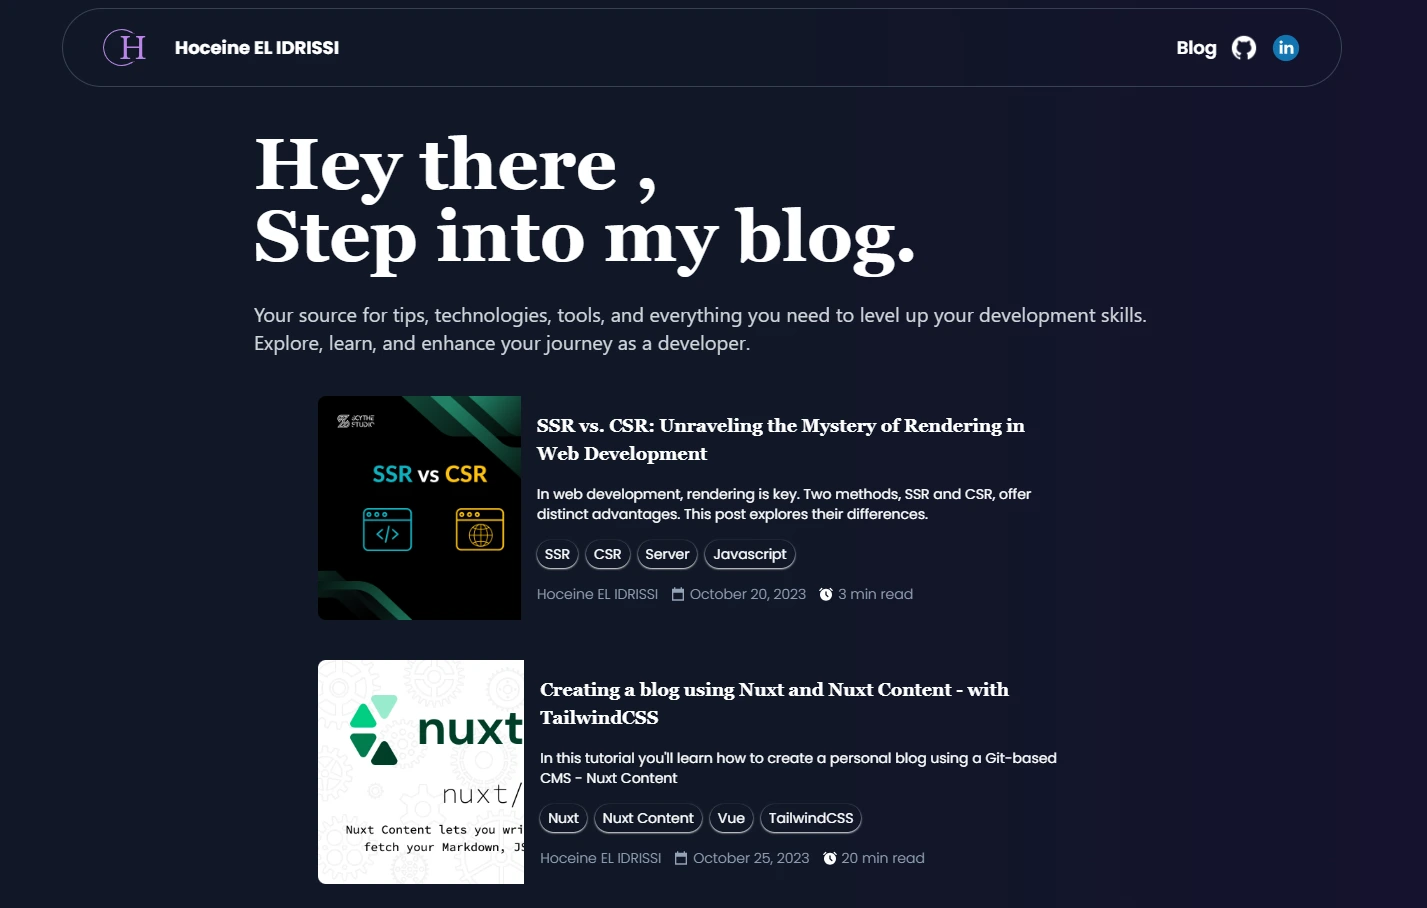 H
Hoceine EL IDRISSI
Blog
in
Hey there ,
Step into my blog.
Your source for tips, technologies, tools, and everything you need to level up your development skills.
Explore, learn, and enhance your journey as a developer.
SCYTHE
STUDIO
SSR vs CSR
</>
SSR vs. CSR: Unraveling the Mystery of Rendering in
Web Development
In web development, rendering is key. Two methods, SSR and CSR, offer
distinct advantages. This post explores their differences.
SSR CSR Server Javascript
Hoceine EL IDRISSI October 20, 2023 3 min read
nuxt
nuxt/
Nuxt Content lets you wri
fetch your Markdown, JS
Creating a blog using Nuxt and Nuxt Content - with
TailwindCSS
In this tutorial you'll learn how to create a personal blog using a Git-based
CMS - Nuxt Content
Nuxt Nuxt Content Vue TailwindCSS
Hoceine EL IDRISSI October 25, 2023 20 min read